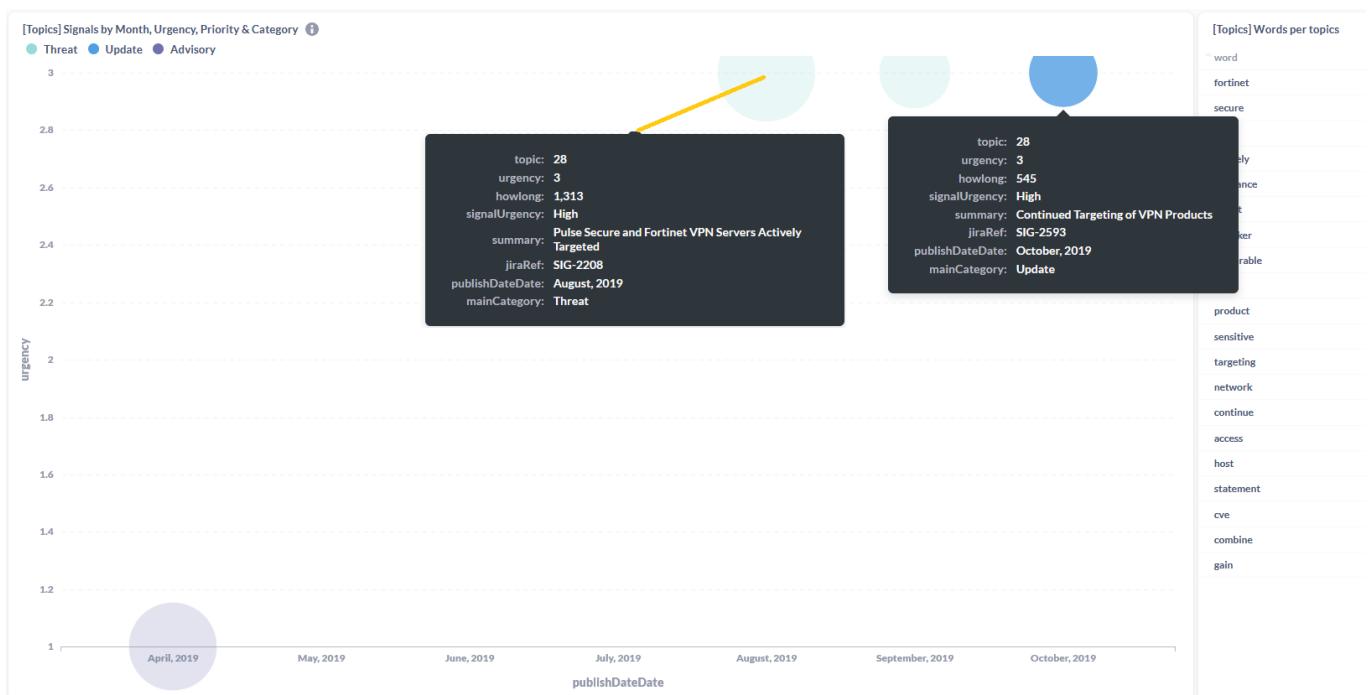 [Topics] Signals by Month, Urgency, Priority & Category
Threat Update Advisory
3
2.8
2.6
2.4
2.2
2
1.8
1.6
1.4
1.2
1
urgency
topic: 28
urgency: 3
howlong: 1,313
signalUrgency: High
summary: Pulse Secure and Fortinet VPN Servers Actively
Targeted
jiraRef: SIG-2208
publishDateDate: August, 2019
mainCategory: Threat
topic: 28
urgency: 3
howlong: 545
signalUrgency: High
summary: Continued Targeting of VPN Products
jiraRef: SIG-2593
publishDateDate: October, 2019
mainCategory: Update
April, 2019 May, 2019 June, 2019 July, 2019 August, 2019 September, 2019 October, 2019
publishDateDate
[Topics] Words per topics
word
fortinet
secure
product
sensitive
targeting
network
continue
access
host
statement
cve
combine
gain